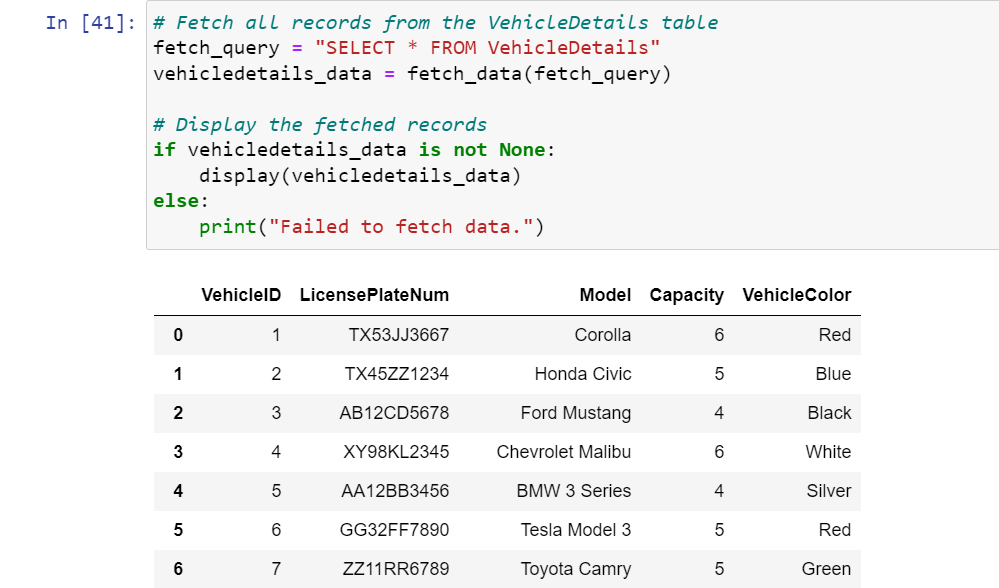 In [41]: # Fetch all records from the VehicleDetails table
fetch_query = "SELECT * FROM VehicleDetails"
vehicledetails_data = fetch_data(fetch_query)
# Display the fetched records
if vehicledetails_data is not None:
    display(vehicledetails_data)
else:
    print("Failed to fetch data.")
VehicleID LicensePlateNum Model Capacity VehicleColor
0 1 TX53JJ3667 Corolla 6 Red
1 2 TX45ZZ1234 Honda Civic 5 Blue
2 3 AB12CD5678 Ford Mustang 4 Black
3 4 XY98KL2345 Chevrolet Malibu 6 White
4 5 AA12BB3456 BMW 3 Series 4 Silver
5 6 GG32FF7890 Tesla Model 3 5 Red
6 7 ZZ11RR6789 Toyota Camry 5 Green